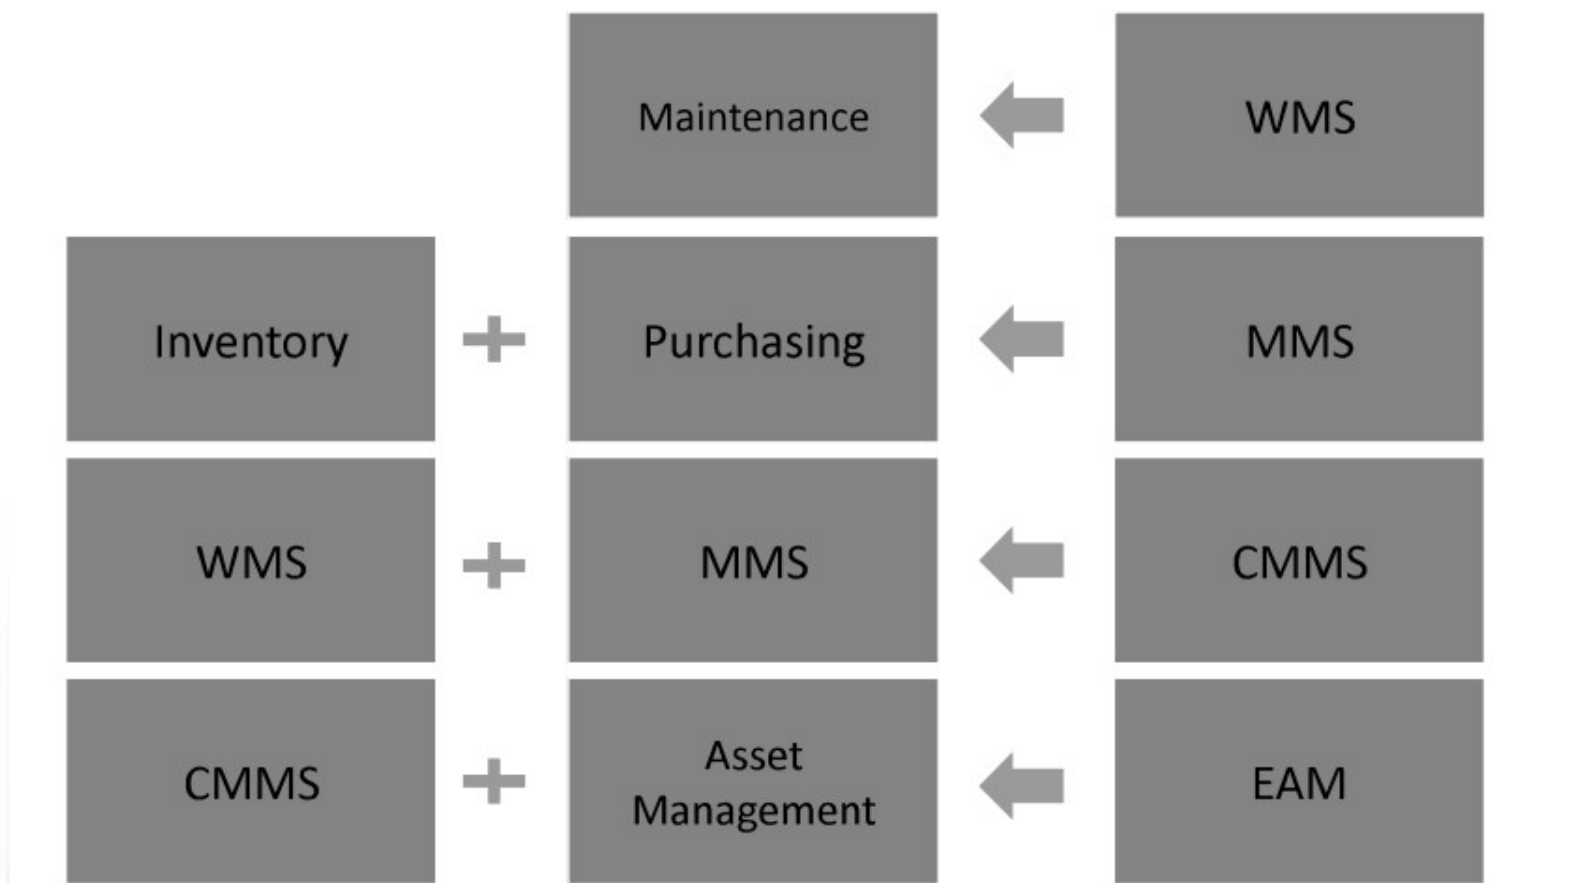 Maintenance
WMS
Inventory
+
Purchasing
MMS
WMS
+
MMS
CMMS
CMMS
+
Asset
Management
EAM